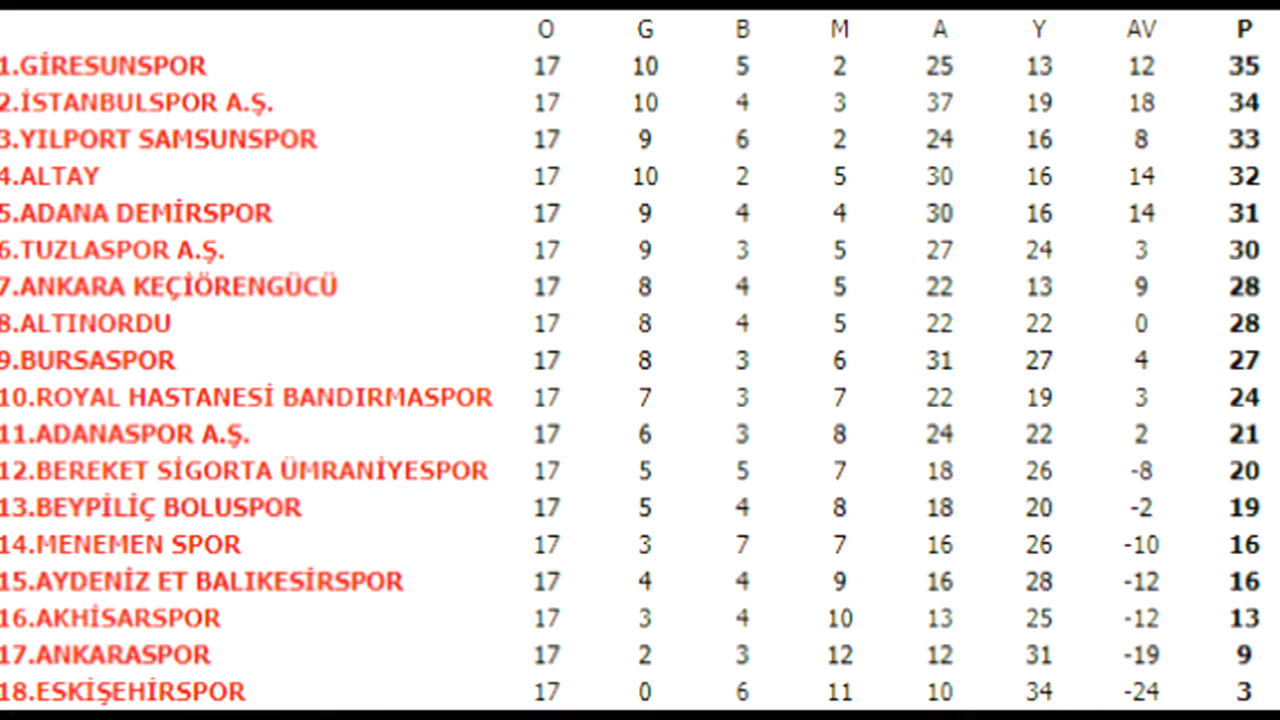 O G B M A Y AV P
1.GİRESUNSPOR 17 10 5 2 25 13 12 35
2.İSTANBULSPOR A.Ş. 17 10 4 3 37 19 18 34
3.YILPORT SAMSUNSPOR 17 9 6 2 24 16 8 33
4.ALTAY 17 10 2 5 30 16 14 32
5.ADANA DEMİRSPOR 17 9 4 4 30 16 14 31
6.TUZLASPOR A.Ş. 17 9 3 5 27 24 3 30
7.ANKARA KEÇİÖRENGÜCÜ 17 8 4 5 22 13 9 28
8.ALTINORDU 17 8 4 5 22 22 0 28
9.BURSASPOR 17 8 3 6 31 27 4 27
10.ROYAL HASTANESİ BANDIRMASPOR 17 7 3 7 22 19 3 24
11.ADANASPOR A.Ş. 17 6 3 8 24 22 2 21
12.BEREKET SİGORTA ÜMRANİYESPOR 17 5 5 7 18 26 -8 20
13.BEYPİLİÇ BOLUSPOR 17 5 4 8 18 20 -2 19
14.MENEMEN SPOR 17 3 7 7 16 26 -10 16
15.AYDENİZ ET BALIKESİRSPOR 17 4 4 9 16 28 -12 16
16.AKHİSARSPOR 17 3 4 10 13 25 -12 13
17.ANKARASPOR 17 2 3 12 12 31 -19 9
18.ESKİŞEHİRSPOR 17 0 6 11 10 34 -24 3